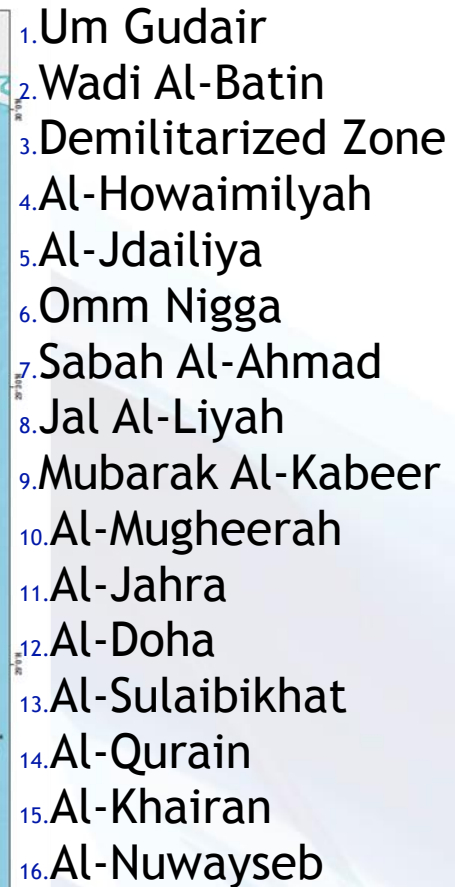 1.Um Gudair
2.Wadi Al-Batin
3.Demilitarized Zone
4.Al-Howaimilyah
5.Al-Jdailiya
6.Omm Nigga
7.Sabah Al-Ahmad
8.Jal Al-Liyah
9.Mubarak Al-Kabeer
10.Al-Mugheerah
11.Al-Jahra
12.Al-Doha
13.Al-Sulaibikhat
14.Al-Qurain
15.Al-Khairan
16.Al-Nuwayseb